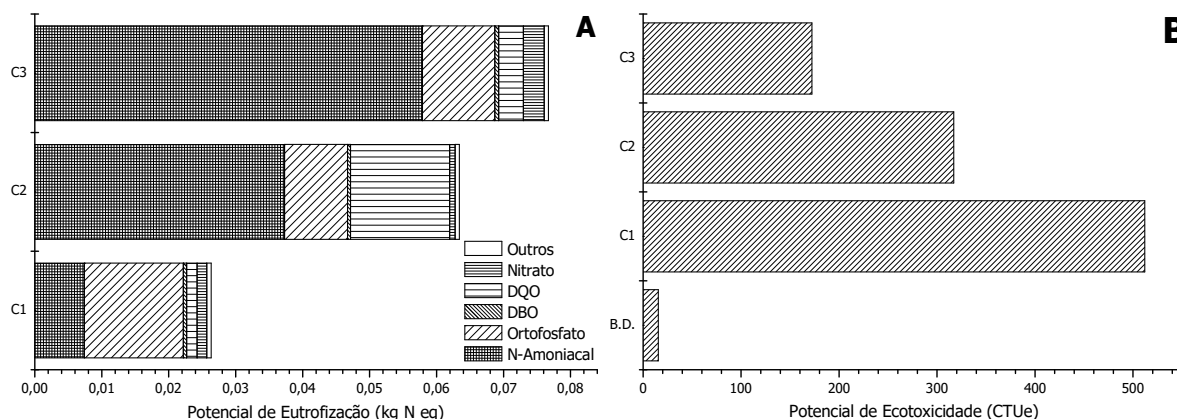 A
C3
C2
C1
Outros
Nitrato
DQO
DBO
Ortofosfato
N-Amoniacal
0,00 0,01 0,02 0,03 0,04 0,05 0,06 0,07 0,08
Potencial de Eutrofização (kg N eq)
B
C3
C2
C1
B.D.
0 100 200 300 400 500
Potencial de Ecotoxicidade (CTUe)